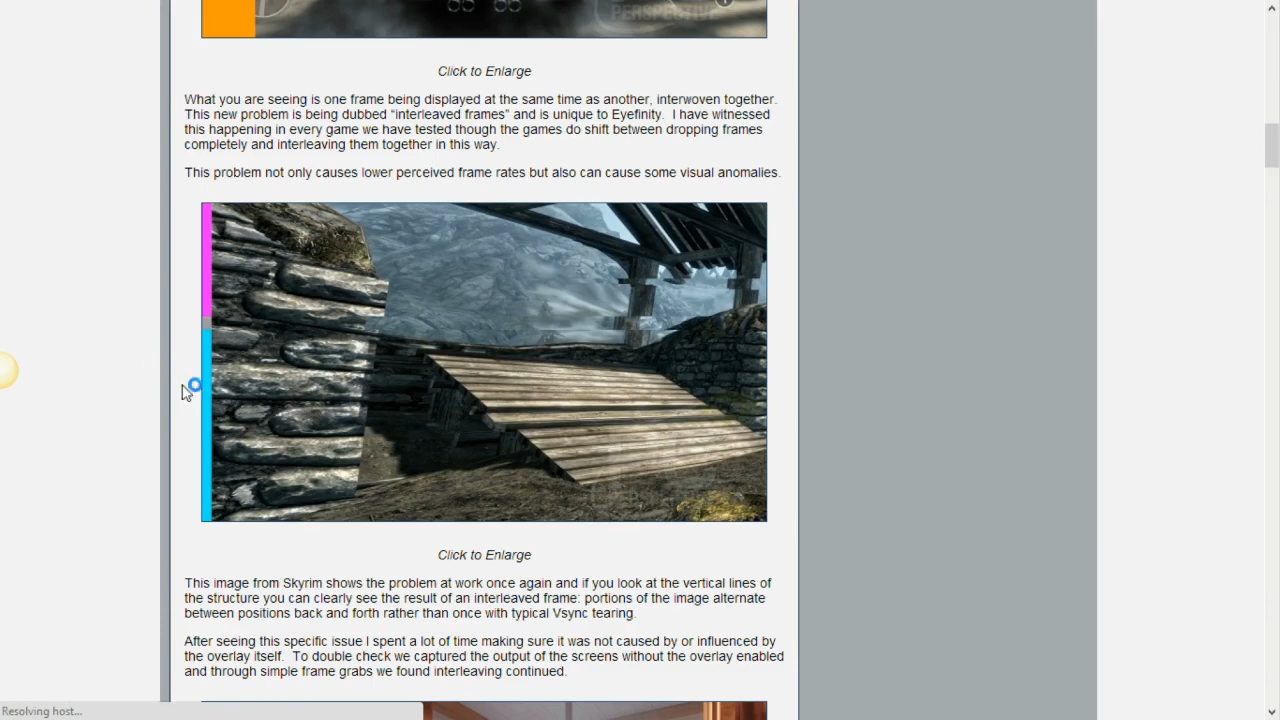 PERSPECTIVE
Click to Enlarge
What you are seeing is one frame being displayed at the same time as another, interwoven together.
This new problem is being dubbed “interleaved frames” and is unique to Eyefinity.  I have witnessed
this happening in every game we have tested though the games do shift between dropping frames
completely and interleaving them together in this way.
This problem not only causes lower perceived frame rates but also can cause some visual anomalies.
Click to Enlarge
This image from Skyrim shows the problem at work once again and if you look at the vertical lines of
the structure you can clearly see the result of an interleaved frame: portions of the image alternate
between positions back and forth rather than once with typical Vsync tearing.
After seeing this specific issue I spent a lot of time making sure it was not caused by or influenced by
the overlay itself.  To double check we captured the output of the screens without the overlay enabled
and through simple frame grabs we found interleaving continued.
Resolving host...